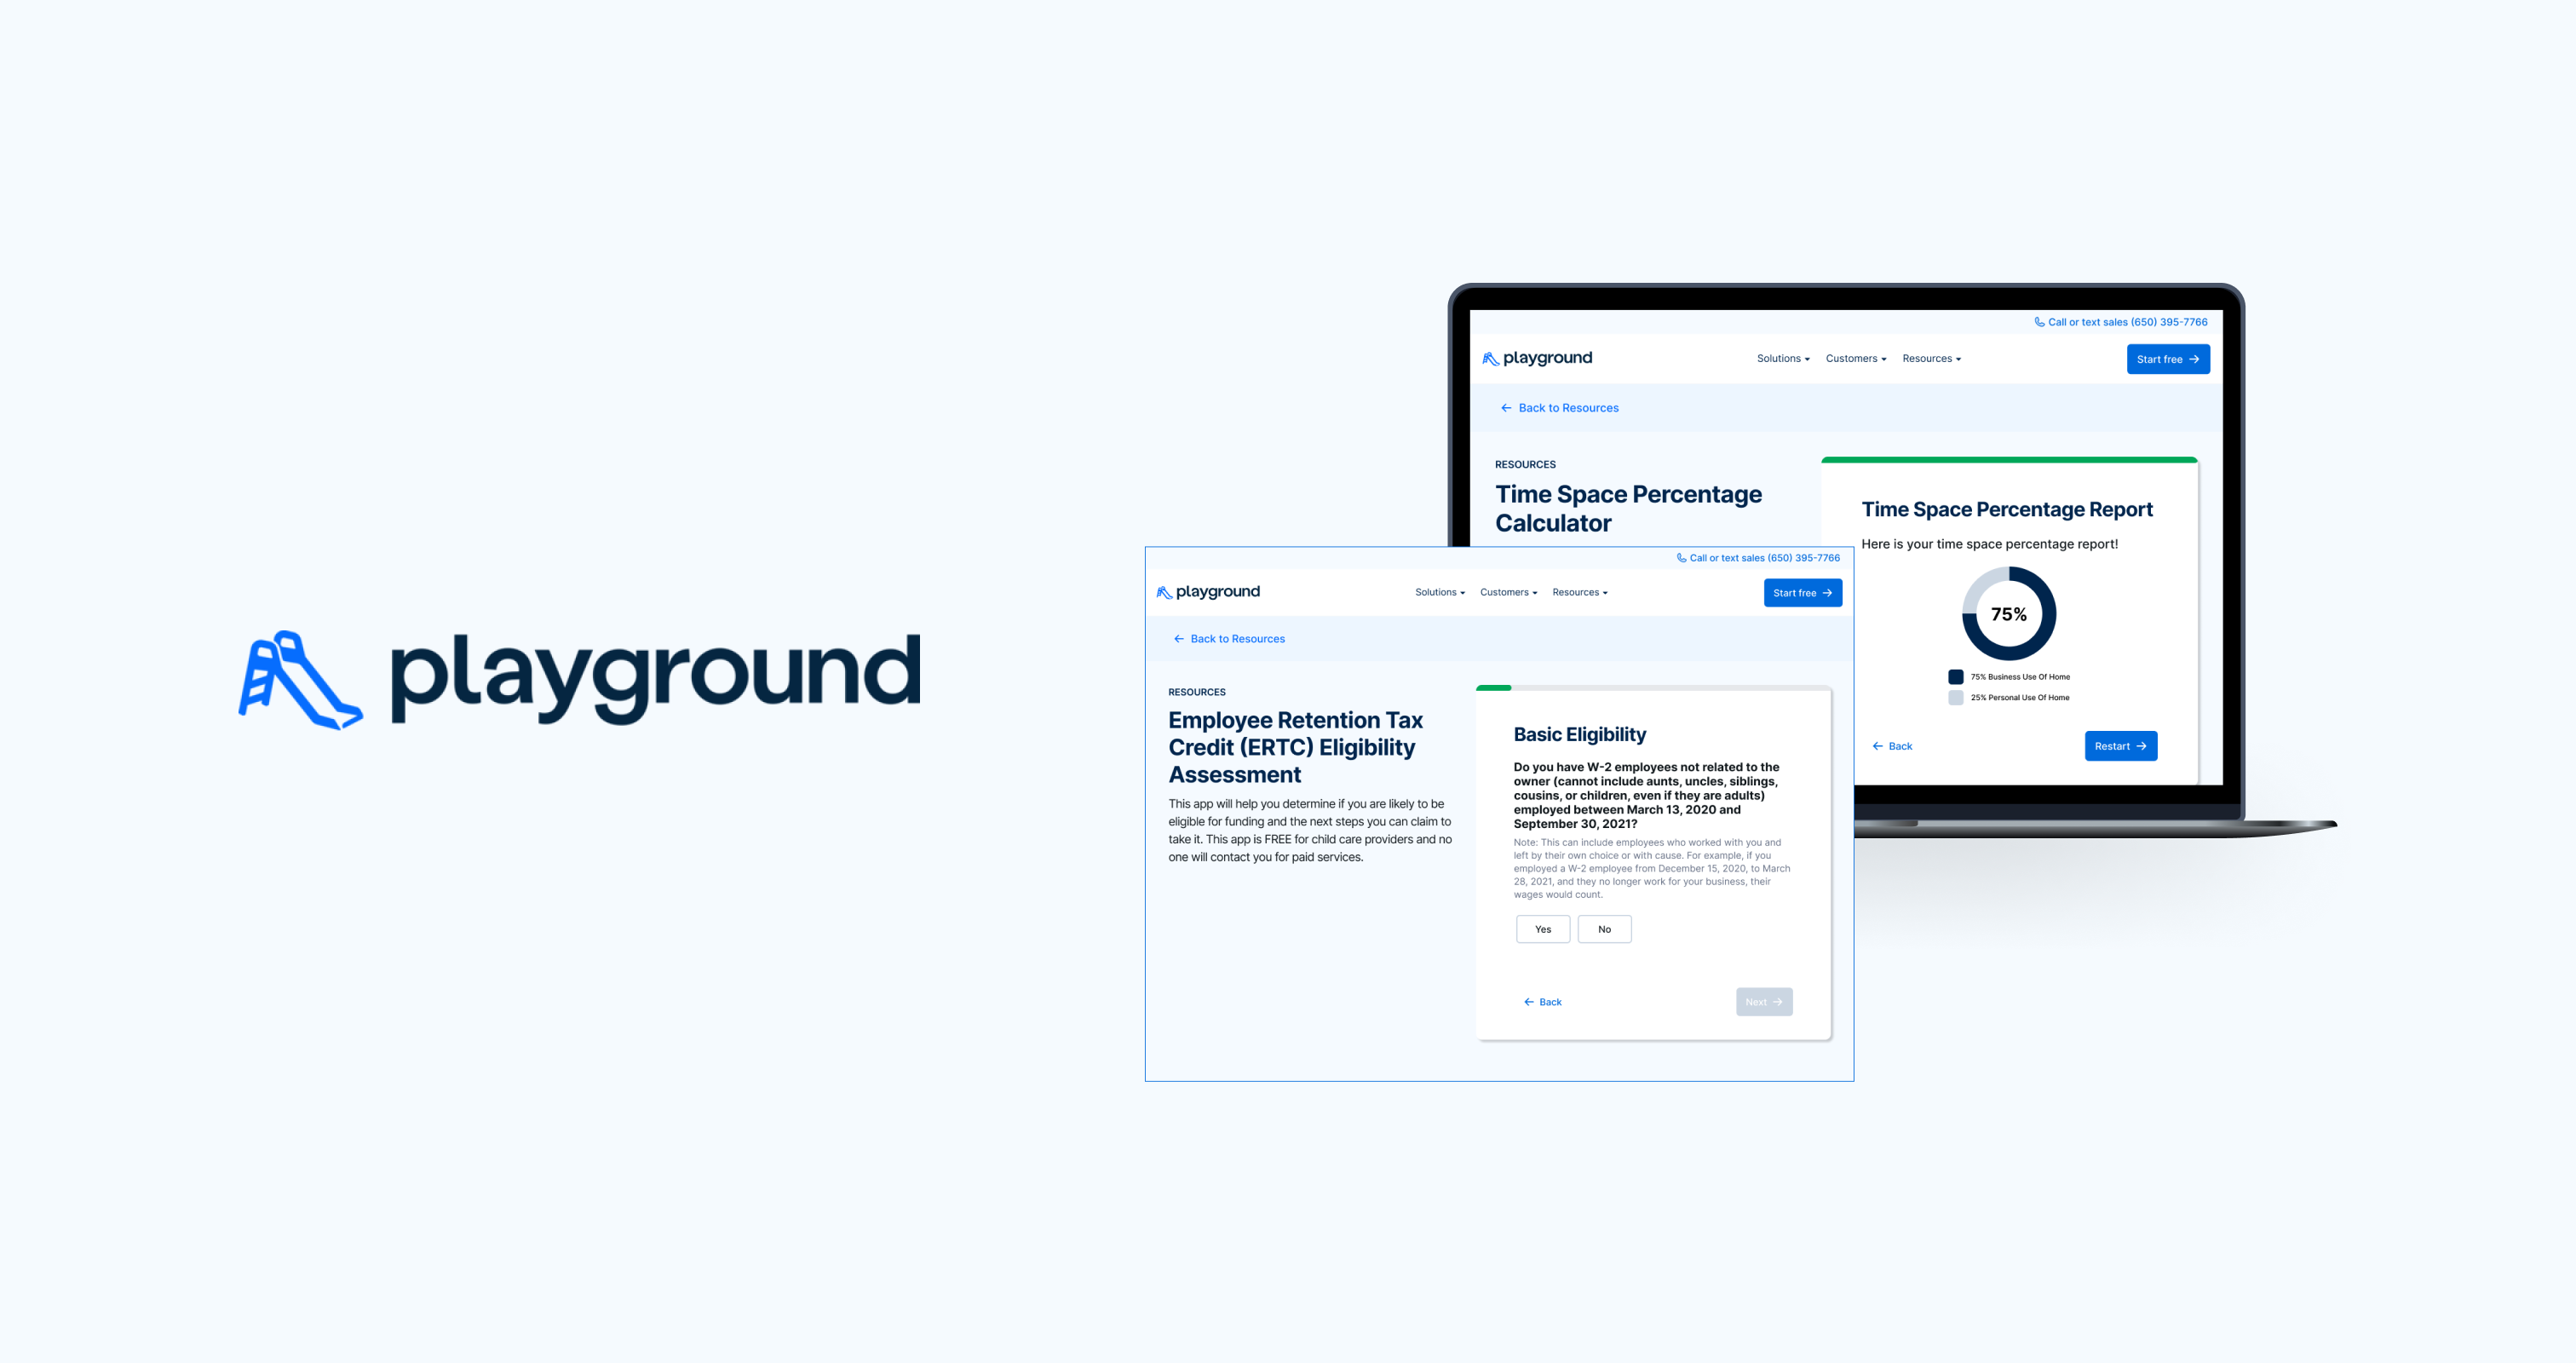 playground
Call or text sales (650) 395-7766
playground
Solutions
Customers
Resources
Start free
Back to Resources
RESOURCES
Time Space Percentage
Calculator
Time Space Percentage Report
Here is your time space percentage report!
75%
75% Business Use Of Home
25% Personal Use Of Home
Back
Restart
Call or text sales (650) 395-7766
playground
Solutions
Customers
Resources
Start free
Back to Resources
RESOURCES
Employee Retention Tax
Credit (ERTC) Eligibility
Assessment
This app will help you determine if you are likely to be
eligible for funding and the next steps you can claim to
take it. This app is FREE for child care providers and no
one will contact you for paid services.
Basic Eligibility
Do you have W-2 employees not related to the
owner (cannot include aunts, uncles, siblings,
cousins, or children, even if they are adults)
employed between March 13, 2020 and
September 30, 2021?
Note: This can include employees who worked with you and
left by their own choice or with cause. For example, if you
employed a W-2 employee from December 15, 2020, to March
28, 2021, and they no longer work for your business, their
wages would count.
Yes
No
Back
Next